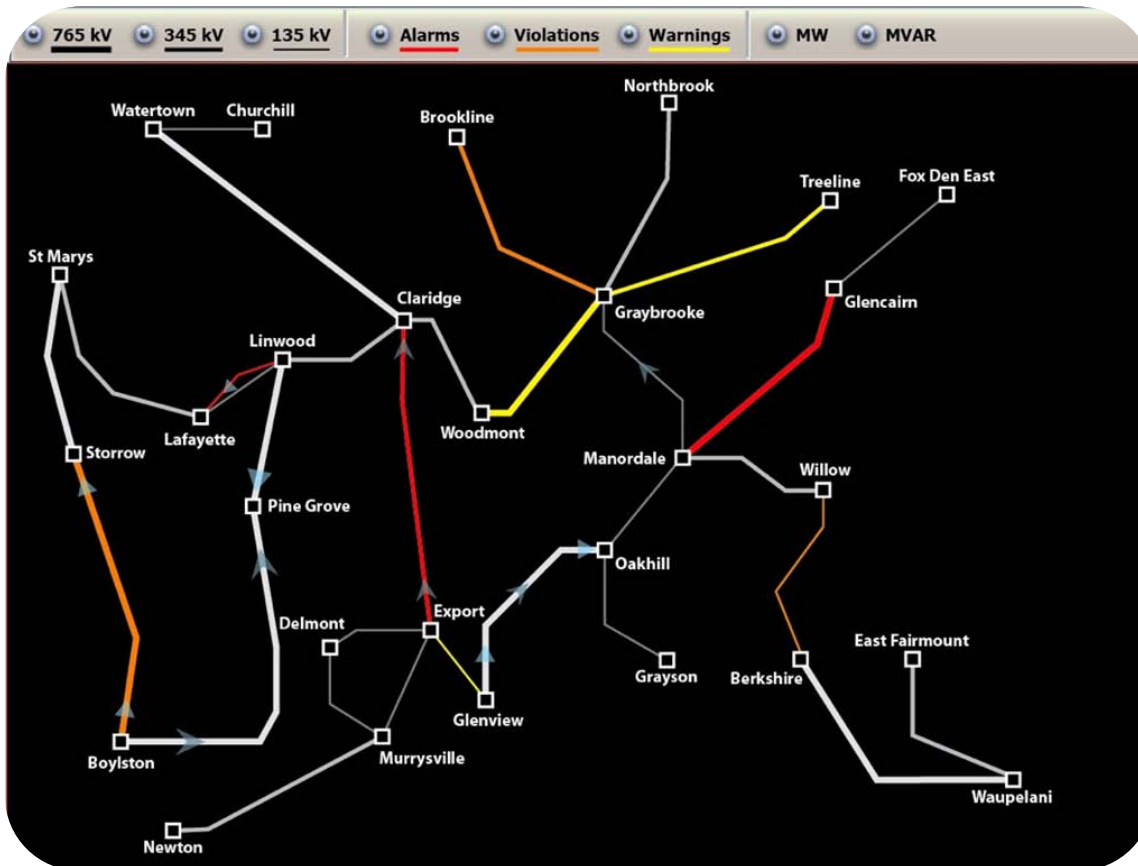 765 kV 345 kV 135 kV Alarms Violations Warnings MW MVAR
Northbrook
Watertown Churchill
Brookline
Fox Den East
Treeline
St Marys
Claridge
Glencairn
Graybrooke
Linwood
Woodmont
Lafayette
Storrow
Manordale
Willow
Pine Grove
Oakhill
Export
Delmont
East Fairmount
Grayson
Berkshire
Glenview
Murrysville
Boylston
Waupelani
Newton